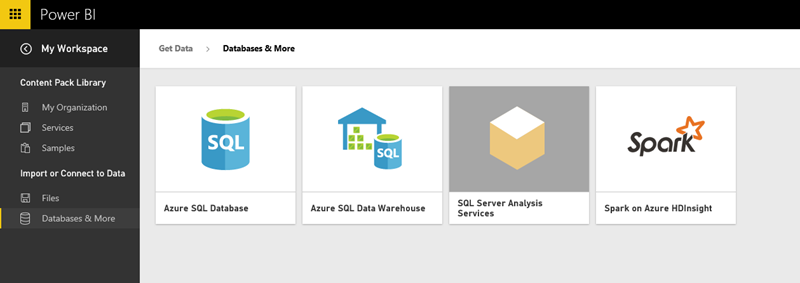 Power BI
My Workspace
Get Data > Databases & More
Content Pack Library
My Organization
Services
Samples
Import or Connect to Data
Files
Databases & More
SQL
SQL
Spark
Azure SQL Database
Azure SQL Data Warehouse
SQL Server Analysis
Services
Spark on Azure HDInsight